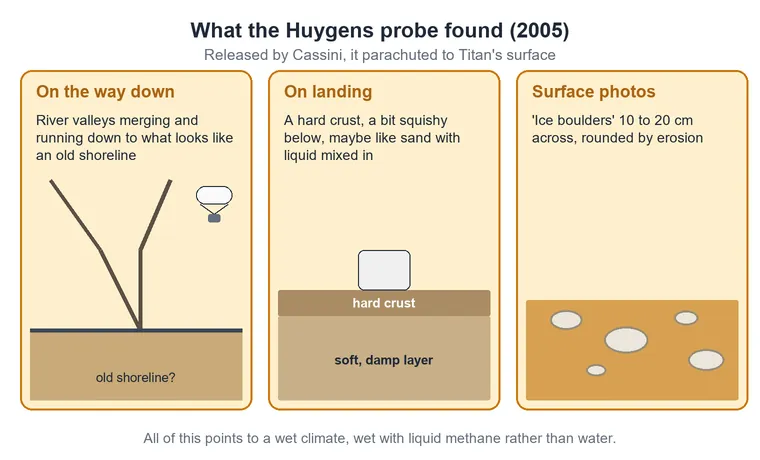 What the Huygens probe found (2005)
Released by Cassini, it parachuted to Titan's surface
On the way down
River valleys merging and
running down to what looks like
an old shoreline
old shoreline?
On landing
A hard crust, a bit squishy
below, maybe like sand with
liquid mixed in
hard crust
soft, damp layer
Surface photos
'Ice boulders' 10 to 20 cm
across, rounded by erosion
All of this points to a wet climate, wet with liquid methane rather than water.